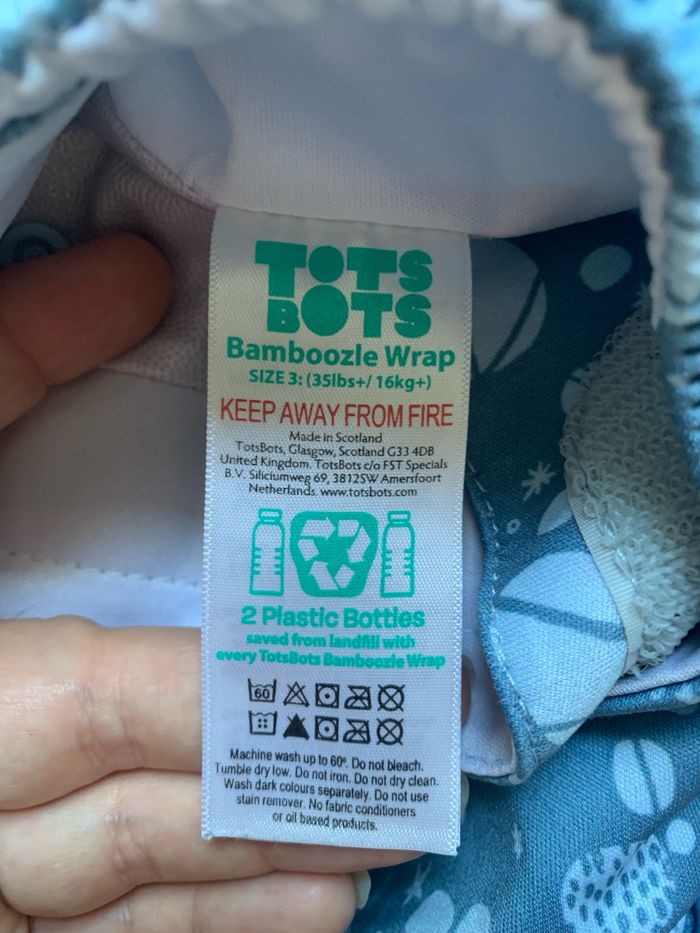 TOTS
BOTS
Bamboozle Wrap
SIZE 3: (35lbs+/ 16kg+)
KEEP AWAY FROM FIRE
Made in Scotland
TotsBots, Glasgow, Scotland G33 4DB
United Kingdom. TotsBots c/o FST Specials
B.V. Siliciumweg 69, 3812SW Amersfoort
Netherlands. www.totsbots.com
2 Plastic Bottles
saved from landfill with
every TotsBots Bamboozle Wrap
60
Machine wash up to 60º. Do not bleach.
Tumble dry low. Do not iron. Do not dry clean.
Wash dark colours separately. Do not use
stain remover. No fabric conditioners
or oil based products.